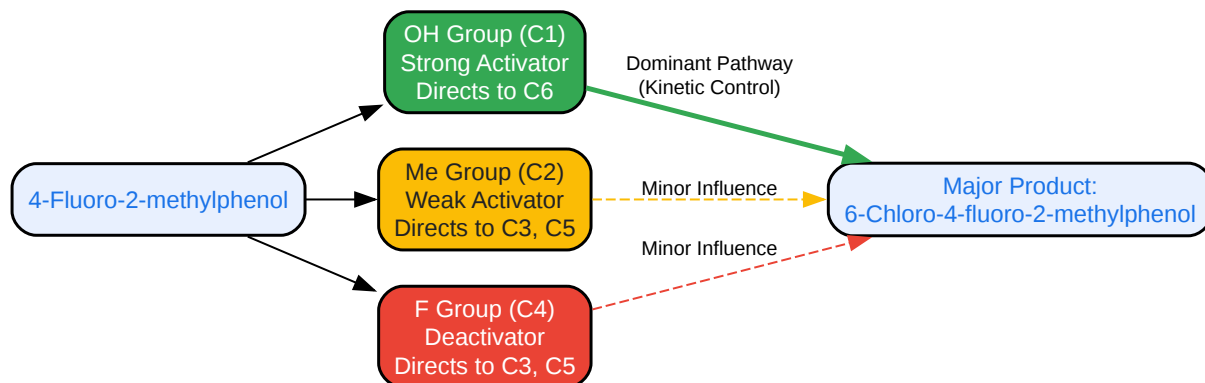 4-Fluoro-2-methylphenol
OH Group (C1)
Strong Activator
Directs to C6
Me Group (C2)
Weak Activator
Directs to C3, C5
F Group (C4)
Deactivator
Directs to C3, C5
Dominant Pathway
(Kinetic Control)
Minor Influence
Minor Influence
Major Product:
6-Chloro-4-fluoro-2-methylphenol